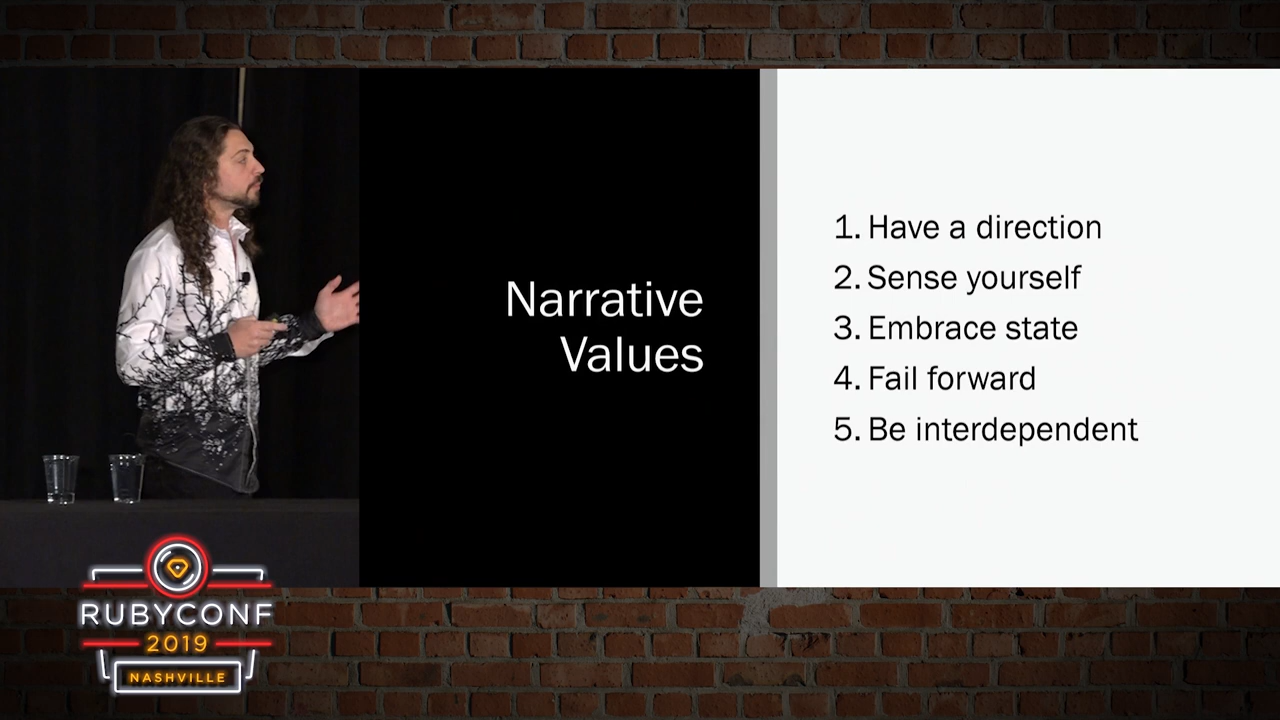 Narrative
Values
1. Have a direction
2. Sense yourself
3. Embrace state
4. Fail forward
5. Be interdependent
RUBYCONF
2019
NASHVILLE